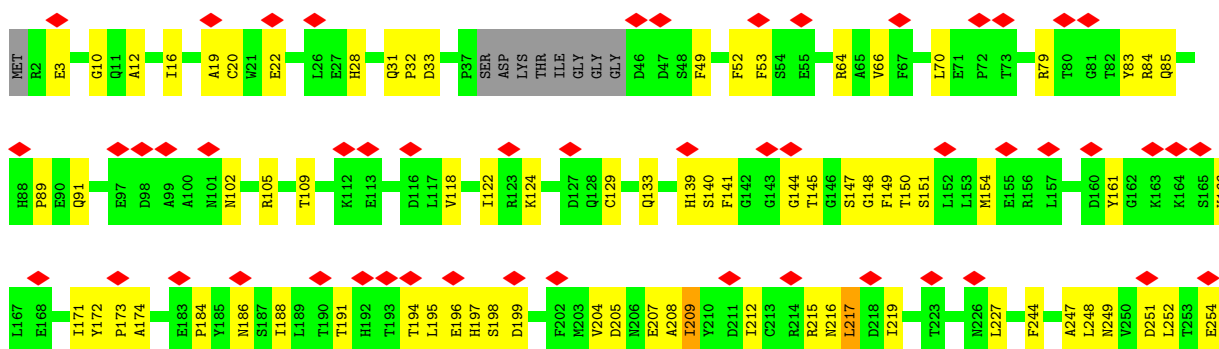 MET R2 E3 G10 Q11 A12 I16 A19 C20 W21 E22 L26 E27 H28 Q31 P32 D33 P37 SER ASP LYS THR ILE GLY GLY GLY D46 D47 S48 F49 F52 F53 S54 E55 R64 A65 V66 F67 L70 E71 P72 T73 R79 T80 G81 T82 Y83 R84 Q85
H88 P89 E90 Q91 E97 D98 A99 A100 N101 N102 R105 T109 K112 E113 D116 L117 V118 I122 R123 K124 D127 Q128 C129 Q133 H139 S140 F141 G142 G143 G144 T145 G146 S147 G148 F149 T150 S151 L152 L153 M154 E155 R156 L157 D160 Y161 G162 K163 K164 S165
L167 E168 I171 Y172 P173 A174 E183 P184 Y185 N186 S187 I188 L189 T190 T191 H192 T193 T194 L195 E196 H197 S198 D199 F202 M203 V204 D205 N206 E207 A208 I209 Y210 D211 I212 C213 R214 R215 N216 L217 D218 I219 T223 N226 L227 F244 A247 L248 N249 V250 D251 L252 T253 E254